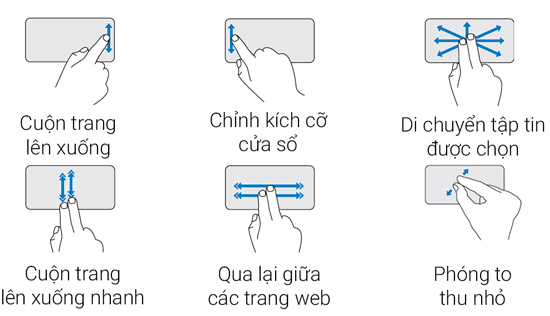 Cuộn trang
lên xuống
Chỉnh kích cỡ
cửa sổ
Di chuyển tập tin
được chọn
Cuộn trang
lên xuống nhanh
Qua lại giữa
các trang web
Phóng to
thu nhỏ